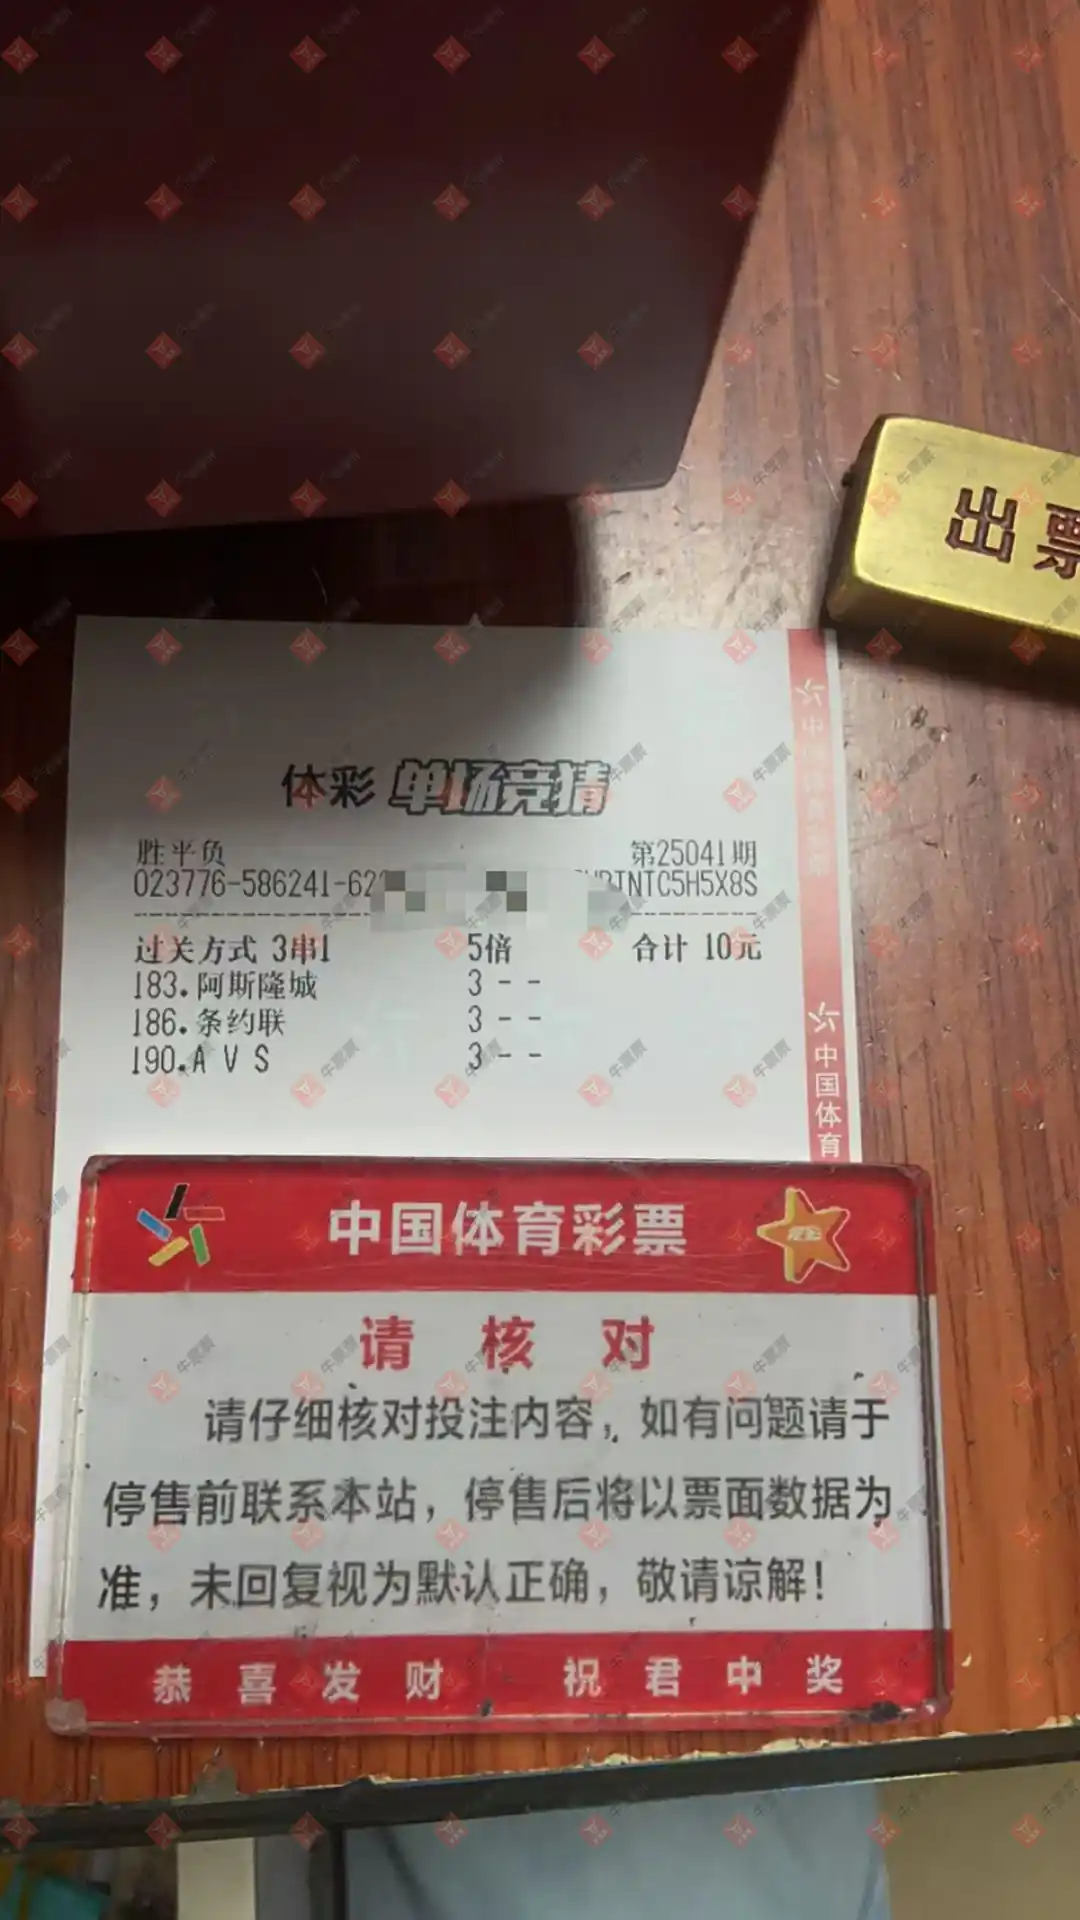 出票
体彩 单场竞猜
胜平负 第25041期
023776-586241-62 TNTC5H5X8S
过关方式 3串1 5倍 合计 10元
183.阿斯隆城 3 - -
186.条约联 3 - -
190.A V S 3 - -
中国体育
中国体育彩票
请核对
请仔细核对投注内容，如有问题请于
停售前联系本站，停售后将以票面数据为
准，未回复视为默认正确，敬请谅解！
恭喜发财 祝君中奖
牛票票